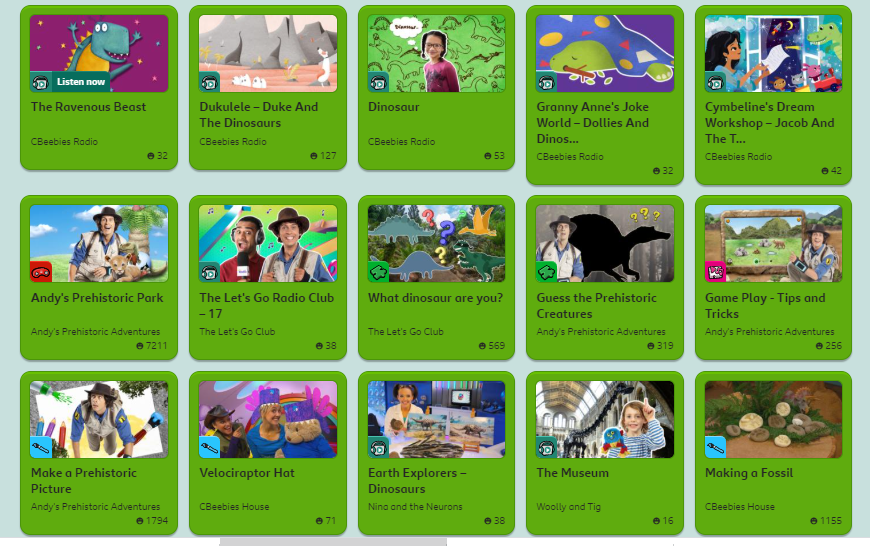 Listen now
The Ravenous Beast
CBeebies Radio
32
Dukulele – Duke And
The Dinosaurs
CBeebies Radio
127
Dinosaur...
Dinosaur
CBeebies Radio
53
Granny Anne's Joke
World – Dollies And
Dinos...
CBeebies Radio
32
Cymbeline's Dream
Workshop – Jacob And
The T...
CBeebies Radio
42
Andy's Prehistoric Park
Andy's Prehistoric Adventures
7211
The Let's Go Radio Club
– 17
The Let's Go Club
38
What dinosaur are you?
The Let's Go Club
569
Guess the Prehistoric
Creatures
Andy's Prehistoric Adventures
319
Game Play - Tips and
Tricks
Andy's Prehistoric Adventures
256
Make a Prehistoric
Picture
Andy's Prehistoric Adventures
1794
Velociraptor Hat
CBeebies House
71
Earth Explorers –
Dinosaurs
Nina and the Neurons
38
The Museum
Woolly and Tig
16
Making a Fossil
CBeebies House
1155